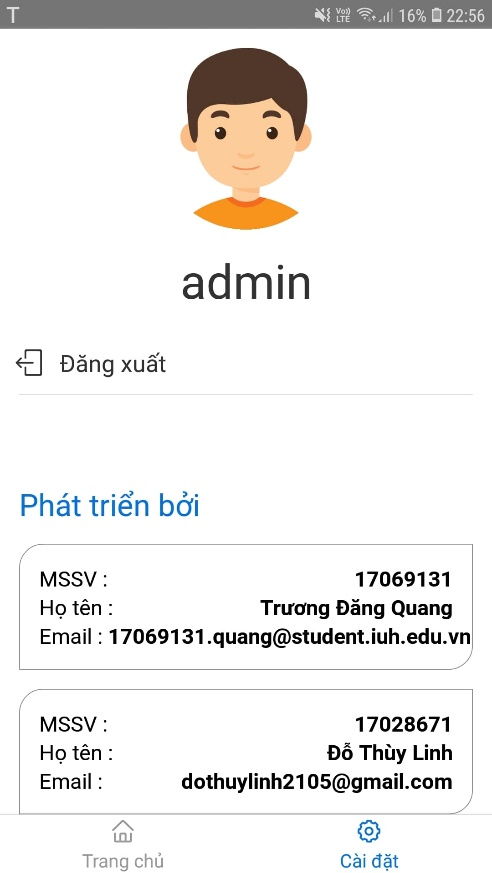 T Vo) LTE 16% 22:56
admin
Đăng xuất
Phát triển bởi
MSSV : 17069131
Họ tên : Trương Đăng Quang
Email : 17069131.quang@student.iuh.edu.vn
MSSV : 17028671
Họ tên : Đỗ Thùy Linh
Email : dothuylinh2105@gmail.com
Trang chủ Cài đặt